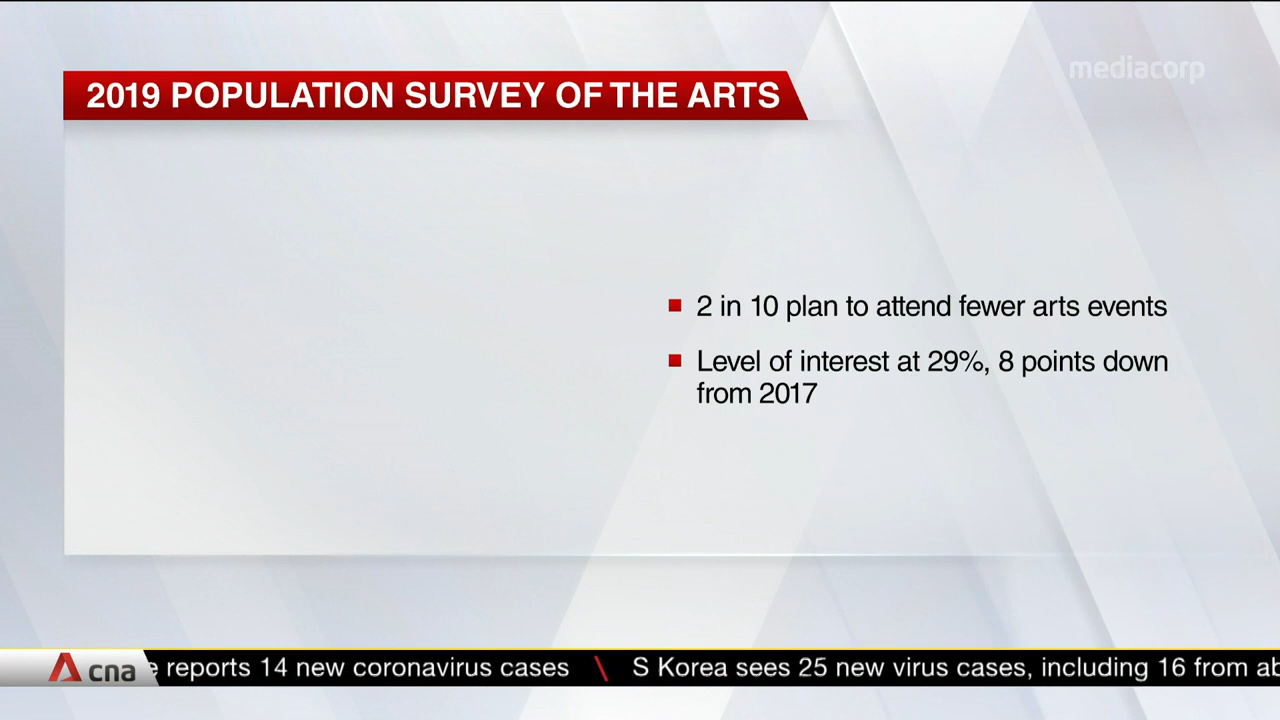 mediacorp
2019 POPULATION SURVEY OF THE ARTS
2 in 10 plan to attend fewer arts events
Level of interest at 29%, 8 points down
from 2017
cna reports 14 new coronavirus cases \ S Korea sees 25 new virus cases, including 16 from